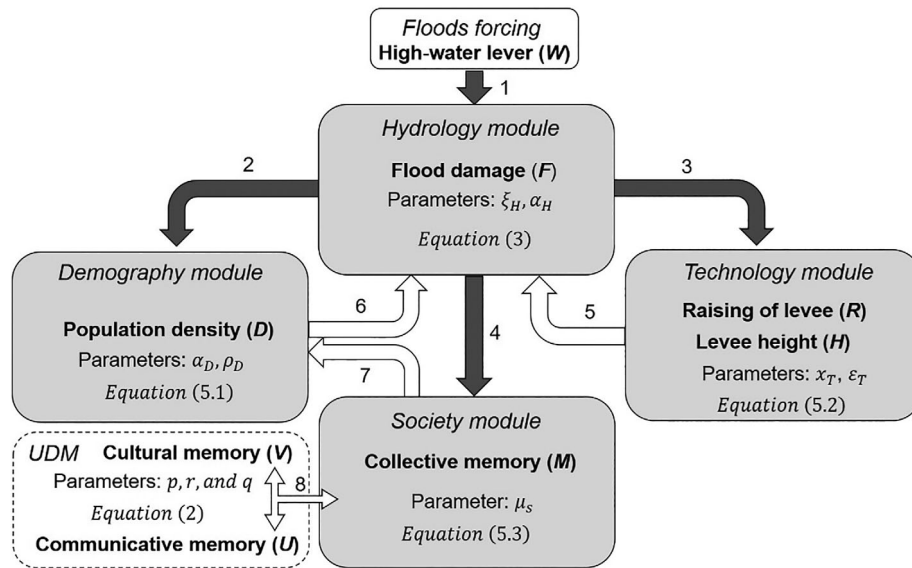 Floods forcing
High-water lever (W)
1
Hydrology module
Flood damage (F)
Parameters: ξ_H, α_H
Equation (3)
2
3
Demography module
Population density (D)
Parameters: α_D, ρ_D
Equation (5.1)
6
4
5
7
Technology module
Raising of levee (R)
Levee height (H)
Parameters: x_T, ε_T
Equation (5.2)
Society module
Collective memory (M)
Parameter: μ_s
Equation (5.3)
UDM Cultural memory (V)
Parameters: p, r, and q
8
Equation (2)
Communicative memory (U)